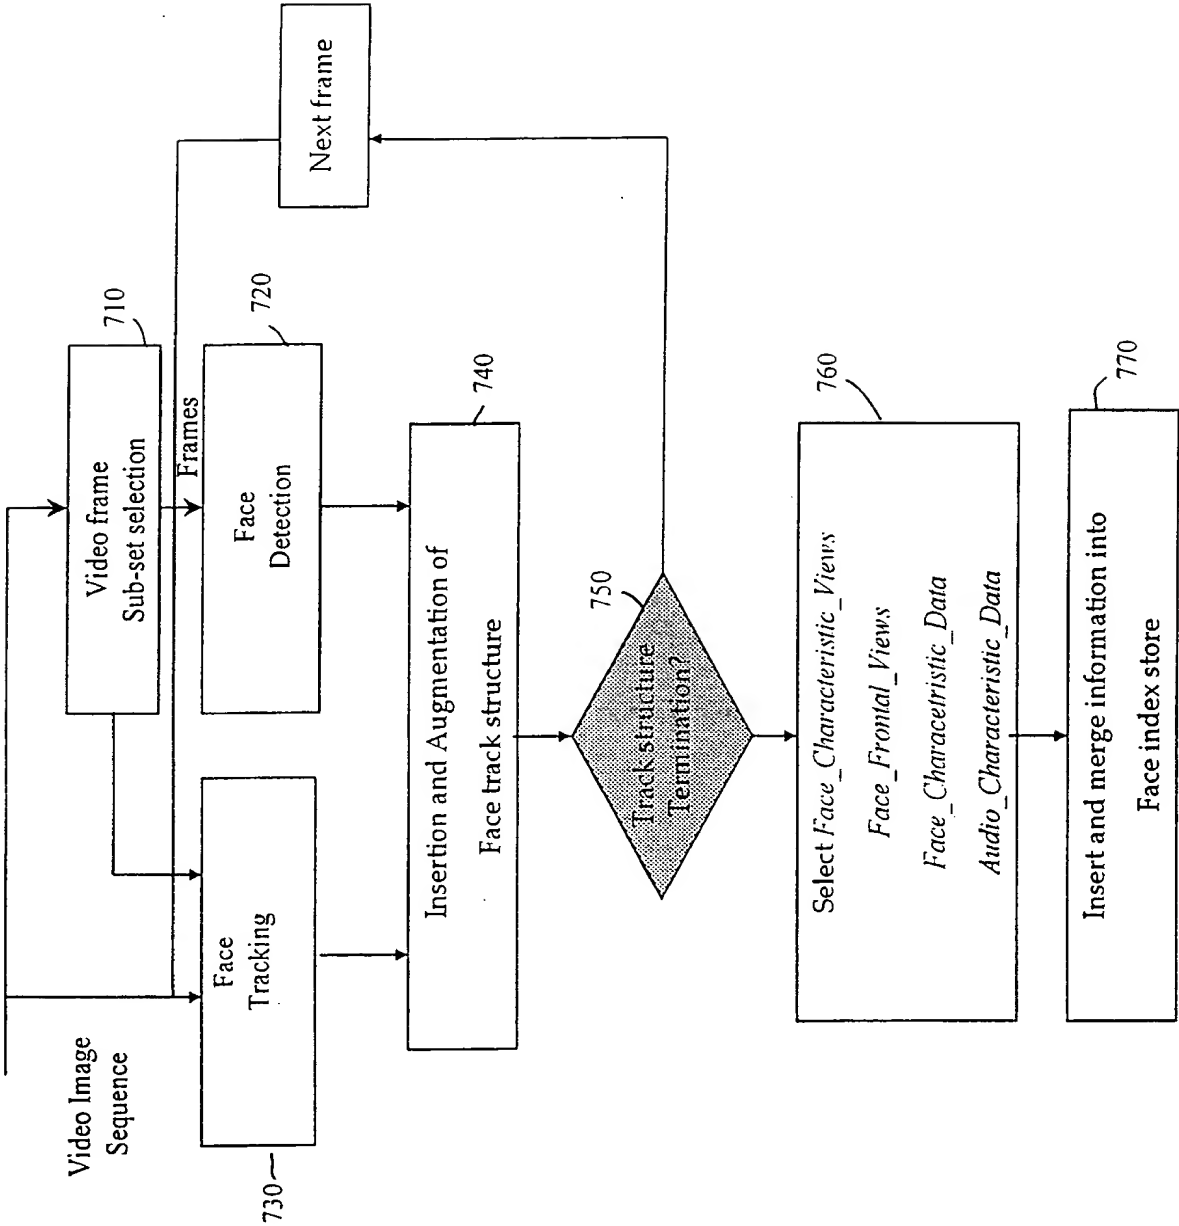 Video Image
Sequence
Video frame
Sub-set selection
710
Frames
Next frame
Face
Tracking
730
Face
Detection
720
Insertion and Augmentation of
Face track structure
740
Track structure
Termination?
750
Select Face_Characteristic_Views
Face_Frontal_Views
Face_Characetristic_Data
Audio_Characteristic_Data
760
Insert and merge information into
Face index store
770